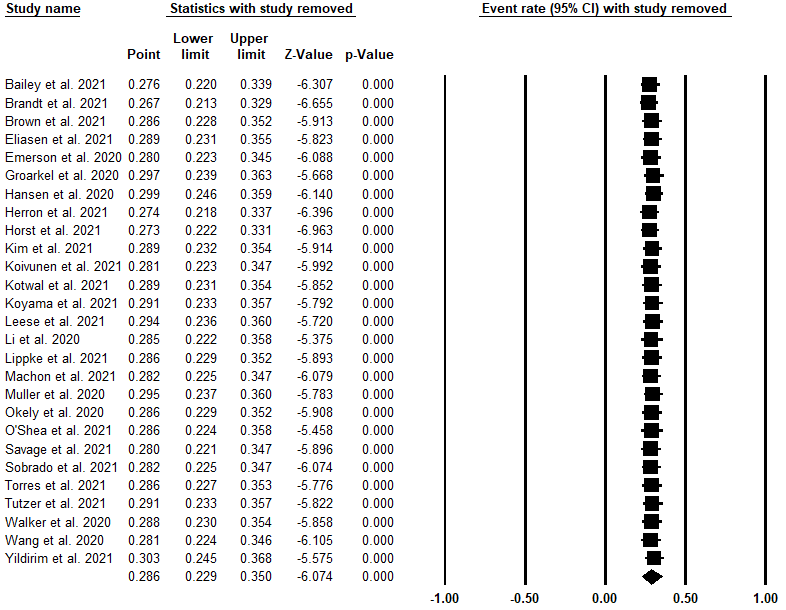 Study name Statistics with study removed Event rate (95% CI) with study removed
Lower Upper
Point limit limit Z-Value p-Value
Bailey et al. 2021 0.276 0.220 0.339 -6.307 0.000
Brandt et al. 2021 0.267 0.213 0.329 -6.655 0.000
Brown et al. 2021 0.286 0.228 0.352 -5.913 0.000
Eliasen et al. 2021 0.289 0.231 0.355 -5.823 0.000
Emerson et al. 2020 0.280 0.223 0.345 -6.088 0.000
Groarkel et al. 2020 0.297 0.239 0.363 -5.668 0.000
Hansen et al. 2020 0.299 0.246 0.359 -6.140 0.000
Herron et al. 2021 0.274 0.218 0.337 -6.396 0.000
Horst et al. 2021 0.273 0.222 0.331 -6.963 0.000
Kim et al. 2021 0.289 0.232 0.354 -5.914 0.000
Koivunen et al. 2021 0.281 0.223 0.347 -5.992 0.000
Kotwal et al. 2021 0.289 0.231 0.354 -5.852 0.000
Koyama et al. 2021 0.291 0.233 0.357 -5.792 0.000
Leese et al. 2021 0.294 0.236 0.360 -5.720 0.000
Li et al. 2020 0.285 0.222 0.358 -5.375 0.000
Lippke et al. 2021 0.286 0.229 0.352 -5.893 0.000
Machon et al. 2021 0.282 0.225 0.347 -6.079 0.000
Muller et al. 2020 0.295 0.237 0.360 -5.783 0.000
Okely et al. 2020 0.286 0.229 0.352 -5.908 0.000
O'Shea et al. 2021 0.286 0.224 0.358 -5.458 0.000
Savage et al. 2021 0.280 0.221 0.347 -5.896 0.000
Sobrado et al. 2021 0.282 0.225 0.347 -6.074 0.000
Torres et al. 2021 0.286 0.227 0.353 -5.776 0.000
Tutzer et al. 2021 0.291 0.233 0.357 -5.822 0.000
Walker et al. 2020 0.288 0.230 0.354 -5.858 0.000
Wang et al. 2020 0.281 0.224 0.346 -6.105 0.000
Yildirim et al. 2021 0.303 0.245 0.368 -5.575 0.000
0.286 0.229 0.350 -6.074 0.000
-1.00 -0.50 0.00 0.50 1.00